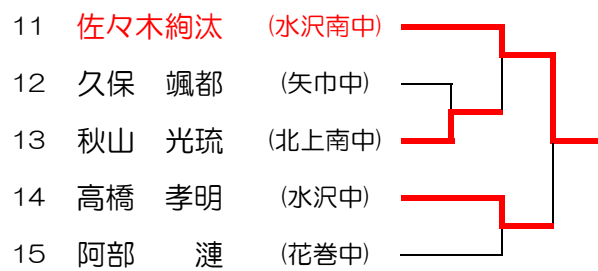 11 佐々木絢汰 (水沢南中)
12 久保 颯都 (矢巾中)
13 秋山 光琉 (北上南中)
14 高橋 孝明 (水沢中)
15 阿部 漣 (花巻中)